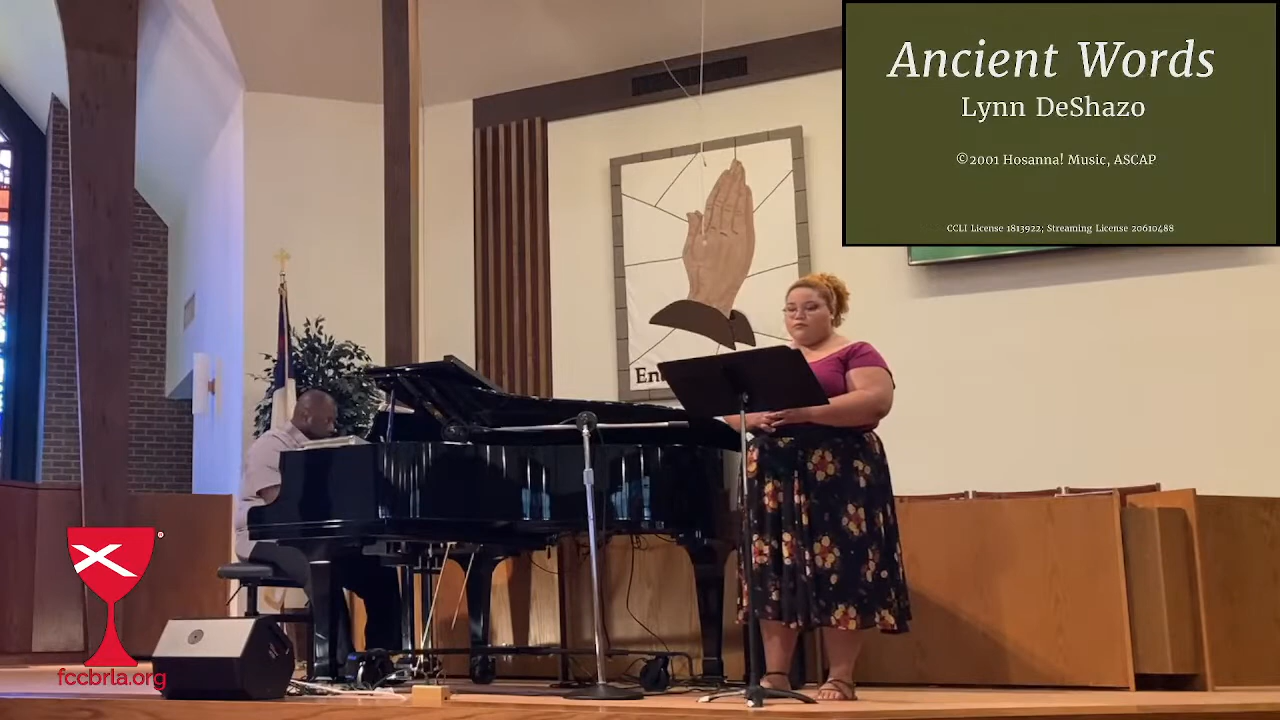 Ancient Words
Lynn DeShazo
©2001 Hosanna! Music, ASCAP
CCLI License 1813922; Streaming License 20610488
®
fccbrla.org